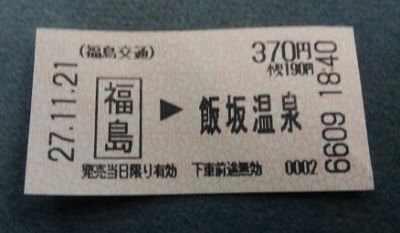 27.11.21
(福島交通)
370円
小児190円
福島 ▶ 飯坂温泉
発売当日限り有効 下車前途無効 0002
6609 18:40